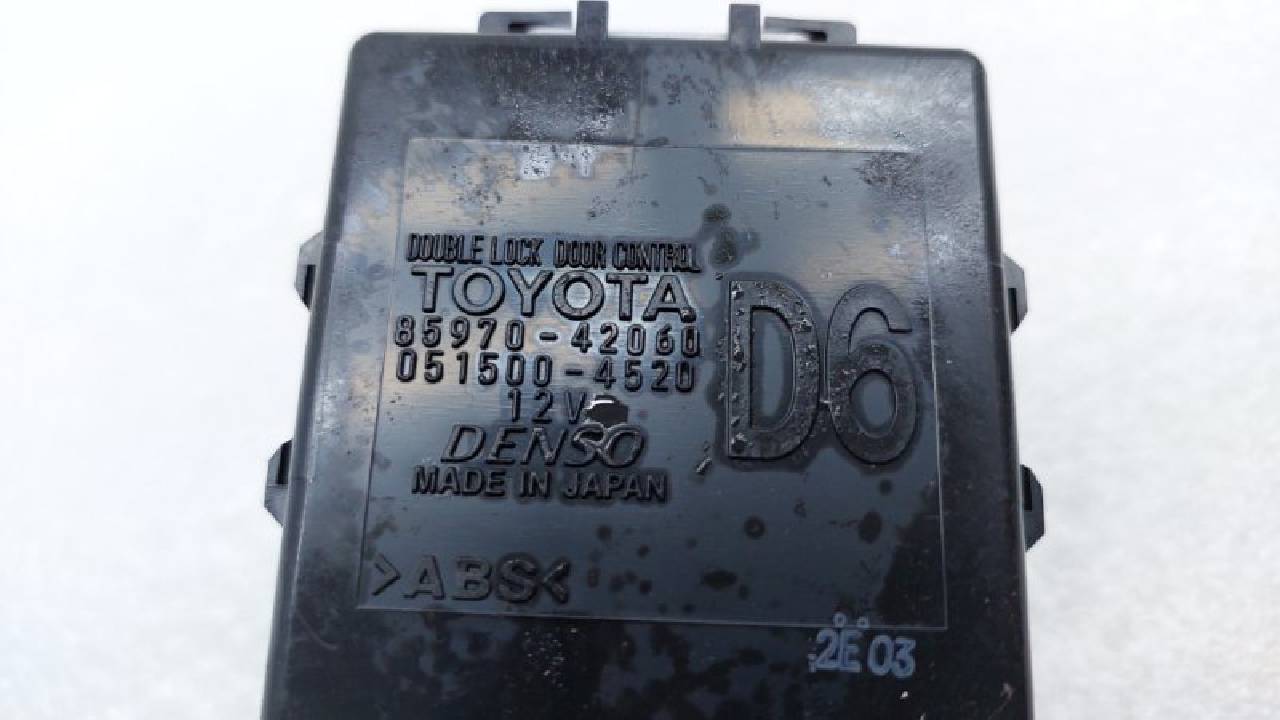 DOUBLE LOCK DOOR CONTROL
TOYOTA
85970-42060
051500-4520
12V
DENSO
MADE IN JAPAN
D6
>ABS<
2E 03